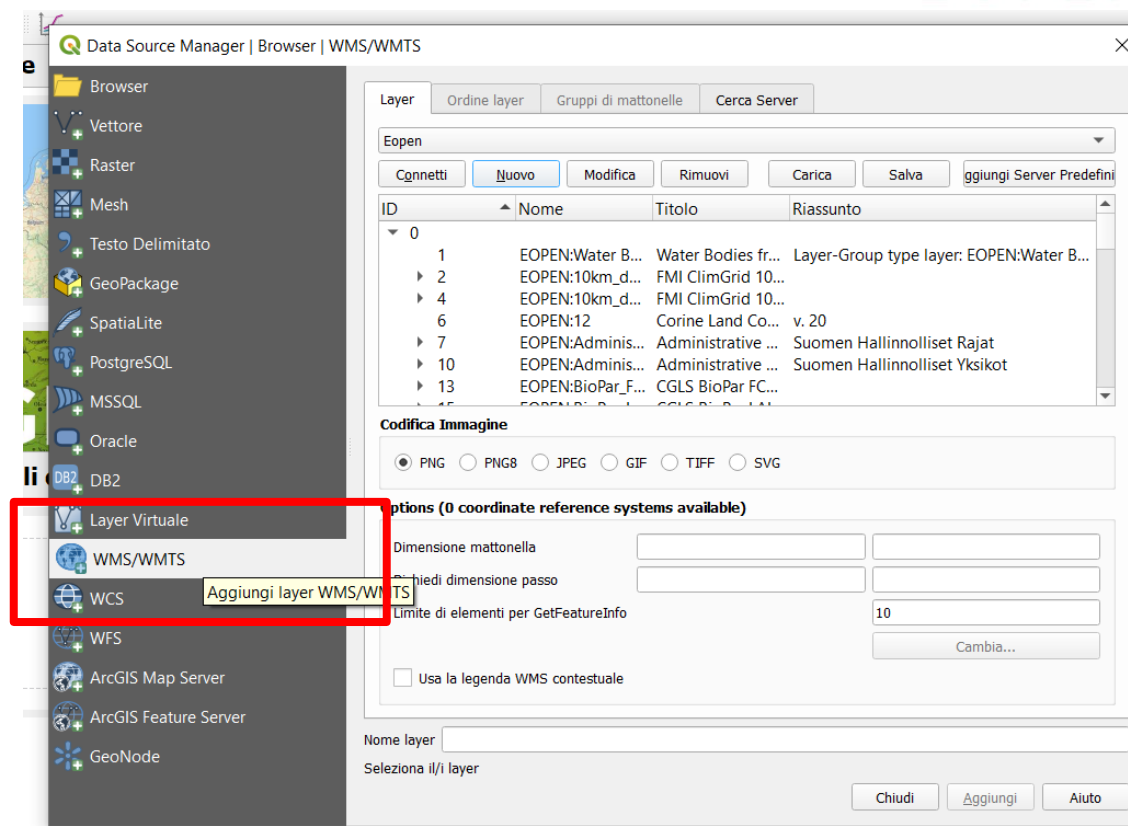 Data Source Manager | Browser | WMS/WMTS
e
Browser
Vettore
Raster
Mesh
Testo Delimitato
GeoPackage
SpatiaLite
PostgreSQL
MSSQL
Oracle
li
DB2
DB2
Layer Virtuale
WMS/WMTS
Aggiungi layer WMS/WMTS
WCS
WFS
ArcGIS Map Server
ArcGIS Feature Server
GeoNode
Layer Ordine layer Gruppi di mattonelle Cerca Server
Eopen
Connetti Nuovo Modifica Rimuovi Carica Salva ggiungi Server Predefini
ID Nome Titolo Riassunto
0
1 EOPEN:Water B... Water Bodies fr... Layer-Group type layer: EOPEN:Water B...
2 EOPEN:10km_d... FMI ClimGrid 10...
4 EOPEN:10km_d... FMI ClimGrid 10...
6 EOPEN:12 Corine Land Co... v. 20
7 EOPEN:Adminis... Administrative ... Suomen Hallinnolliset Rajat
10 EOPEN:Adminis... Administrative ... Suomen Hallinnolliset Yksikot
13 EOPEN:BioPar_F... CGLS BioPar FC...
Codifica Immagine
PNG PNG8 JPEG GIF TIFF SVG
Options (0 coordinate reference systems available)
Dimensione mattonella
Richiedi dimensione passo
Limite di elementi per GetFeatureInfo 10
Cambia...
Usa la legenda WMS contestuale
Nome layer
Seleziona il/i layer
Chiudi Aggiungi Aiuto